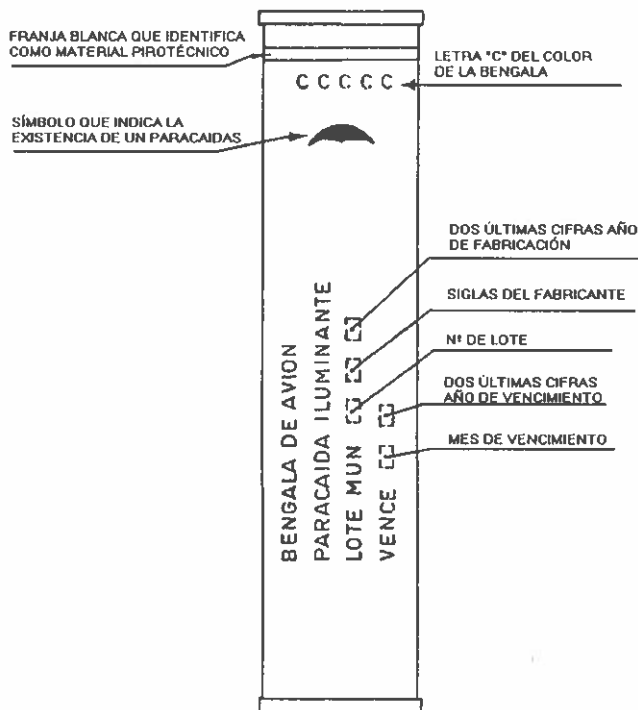 FRANJA BLANCA QUE IDENTIFICA
COMO MATERIAL PIROTÉCNICO
LETRA "C" DEL COLOR
DE LA BENGALA
C C C C C
SÍMBOLO QUE INDICA LA
EXISTENCIA DE UN PARACAIDAS
DOS ÚLTIMAS CIFRAS AÑO
DE FABRICACIÓN
SIGLAS DEL FABRICANTE
Nº DE LOTE
DOS ÚLTIMAS CIFRAS
AÑO DE VENCIMIENTO
MES DE VENCIMIENTO
BENGALA DE AVION
PARACAIDA ILUMINANTE
LOTE MUN
VENCE